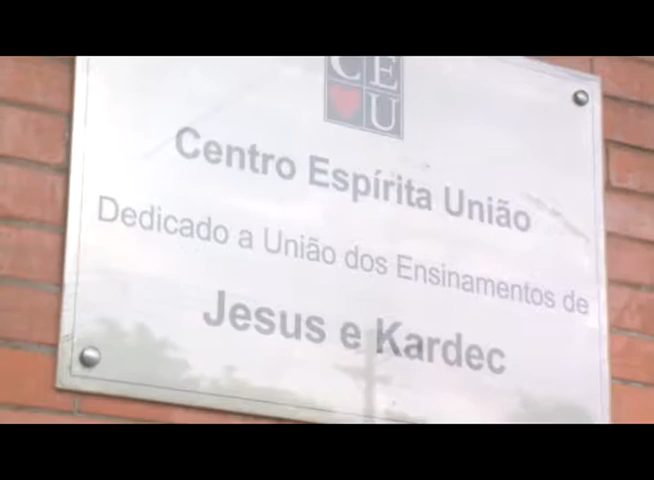 CE
U
Centro Espírita União
Dedicado a União dos Ensinamentos de
Jesus e Kardec